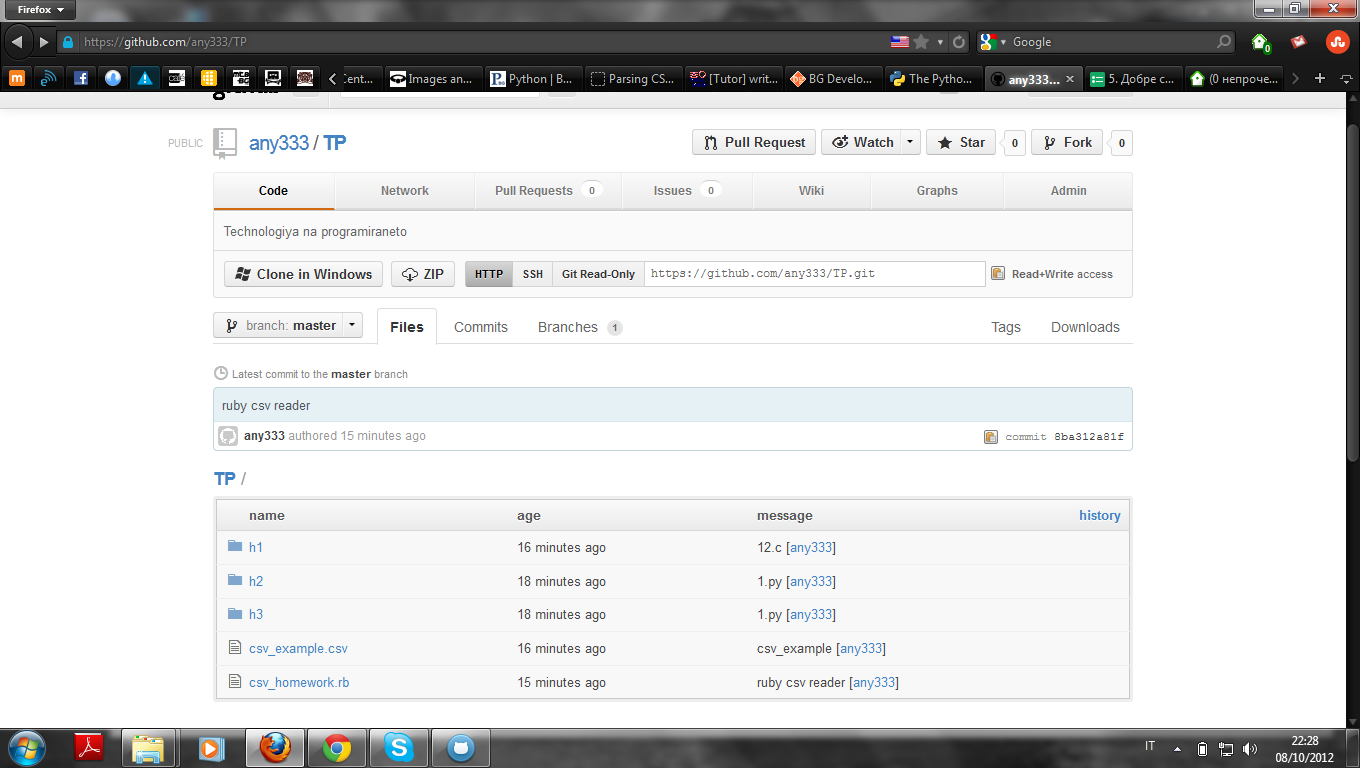 Firefox
https://github.com/any333/TP
Google
0
Cent... Images an... Python | B... Parsing CS... [Tutor] writ... BG Develo... The Python... any333... 5. Добре с... (0 непроче...
PUBLIC any333 / TP Pull Request Watch Star 0 Fork 0
Code Network Pull Requests 0 Issues 0 Wiki Graphs Admin
Technologiya na programiraneto
Clone in Windows ZIP HTTP SSH Git Read-Only https://github.com/any333/TP.git Read+Write access
branch: master Files Commits Branches 1 Tags Downloads
Latest commit to the master branch
ruby csv reader
any333 authored 15 minutes ago commit 8ba312a81f
TP /
name age message history
h1 16 minutes ago 12.c [any333]
h2 18 minutes ago 1.py [any333]
h3 18 minutes ago 1.py [any333]
csv_example.csv 16 minutes ago csv_example [any333]
csv_homework.rb 15 minutes ago ruby csv reader [any333]
IT 22:28
08/10/2012